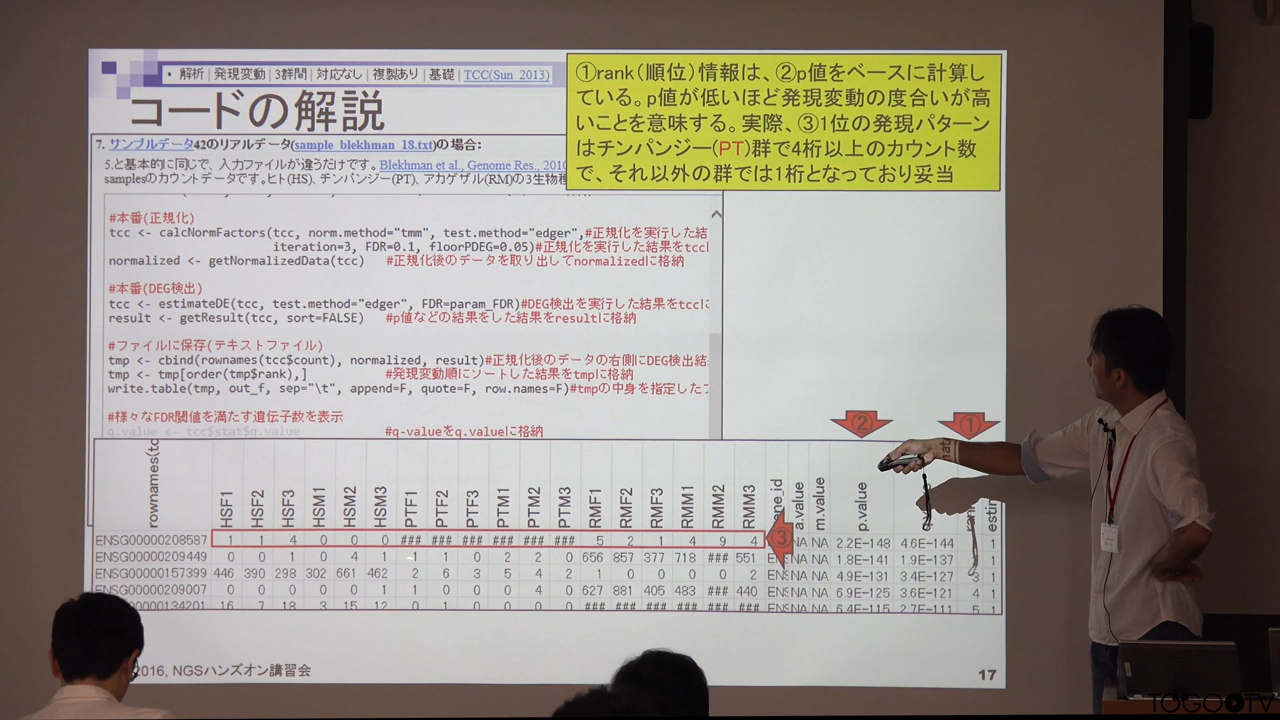 • 解析 | 発現変動 | 3群間 | 対応なし | 複製あり | 基礎 | TCC(Sun_2013)
コードの解説
①rank（順位）情報は、②p値をベースに計算し
ている。p値が低いほど発現変動の度合いが高
いことを意味する。実際、③1位の発現パターン
はチンパンジー(PT)群で4桁以上のカウント数
で、それ以外の群では1桁となっており妥当
7. サンプルデータ42のリアルデータ(sample_blekhman_18.txt)の場合:
5.と基本的に同じで、入力ファイルが違うだけです。Blekhman et al., Genome Res., 2010
samplesのカウントデータです。ヒト(HS), チンパンジー(PT), アカゲザル(RM)の3生物種
#本番(正規化)
tcc <- calcNormFactors(tcc, norm.method="tmm", test.method="edger",#正規化を実行した結
iteration=3, FDR=0.1, floorPDEG=0.05)#正規化を実行した結果をtccに
normalized <- getNormalizedData(tcc) #正規化後のデータを取り出してnormalizedに格納
#本番(DEG検出)
tcc <- estimateDE(tcc, test.method="edger", FDR=param_FDR)#DEG検出を実行した結果をtccに
result <- getResult(tcc, sort=FALSE) #p値などの結果をした結果をresultに格納
#ファイルに保存(テキストファイル)
tmp <- cbind(rownames(tcc$count), normalized, result)#正規化後のデータの右側にDEG検出結
tmp <- tmp[order(tmp$rank),] #発現変動順にソートした結果をtmpに格納
write.table(tmp, out_f, sep="\t", append=F, quote=F, row.names=F)#tmpの中身を指定した
#様々なFDR閾値を満たす遺伝子数を表示
q.value <- tcc$stat$q.value #q-valueをq.valueに格納
② ①
rownames(tc HSF1 HSF2 HSF3 HSM1 HSM2 HSM3 PTF1 PTF2 PTF3 PTM1 PTM2 PTM3 RMF1 RMF2 RMF3 RMM1 RMM2 RMM3 ene_id a.value m.value p.value ran estim
ENSG00000208587 1 1 4 0 0 0 ### ### ### ### ### ### 5 2 1 4 9 4 ③ NA NA 2.2E-148 4.6E-144 1
ENSG00000209449 0 0 1 0 4 1 1 1 0 2 2 0 656 857 377 718 ### 551 EN NA NA 1.8E-141 1.9E-137 1
ENSG00000157399 446 390 298 302 661 462 2 6 3 5 4 2 1 0 0 0 0 2 ENS NA NA 4.9E-131 3.4E-127 3 1
ENSG00000209007 0 0 0 0 0 1 1 0 0 0 4 0 627 881 405 483 ### 440 ENS NA NA 6.9E-125 3.6E-121 4 1
00000134201 16 7 18 3 15 12 0 1 0 0 0 0 ### ### ### ### ### ### ENS NA NA 6.4E-115 2.7E-111 5 1
2016, NGSハンズオン講習会
17
TOGOTV